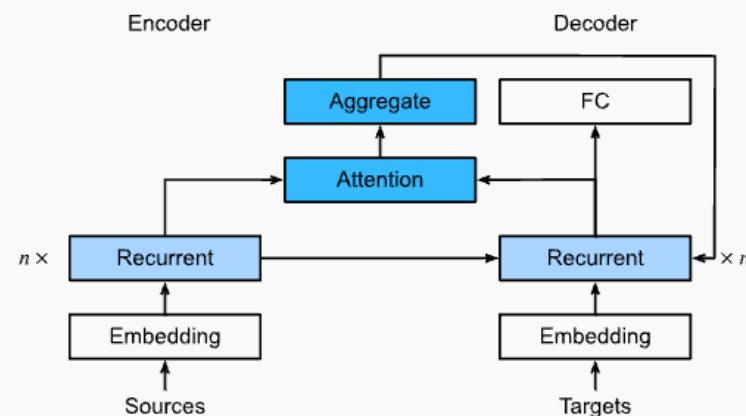 Encoder Decoder
Aggregate FC
Attention
n × Recurrent Recurrent × n
Embedding Embedding
Sources Targets